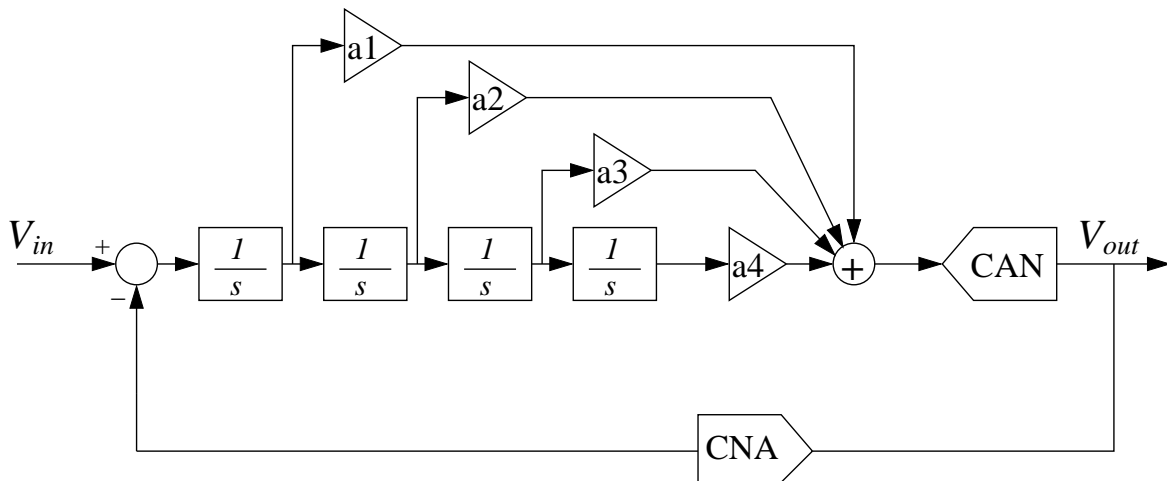 a1
a2
a3
V_in
+
−
1/s
1/s
1/s
1/s
a4
+
CAN
V_out
CNA